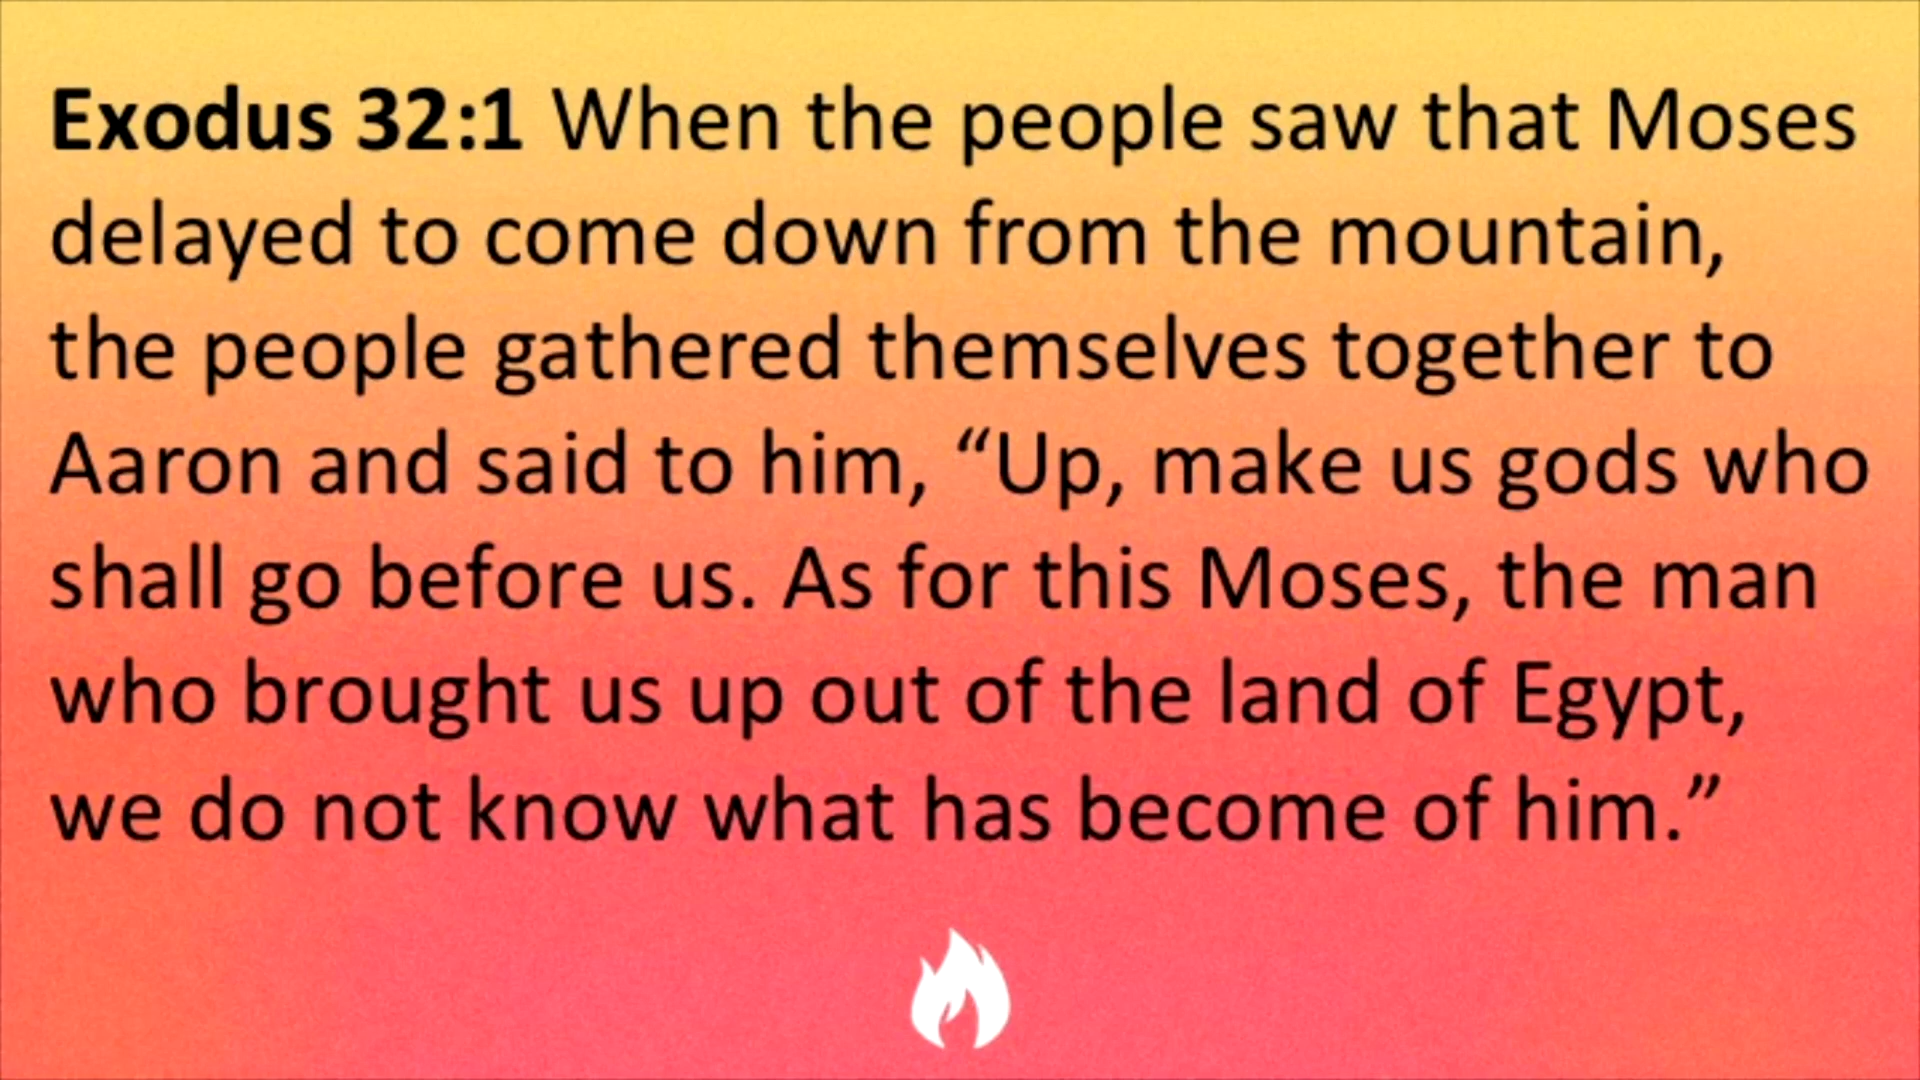 Exodus 32:1 When the people saw that Moses
delayed to come down from the mountain,
the people gathered themselves together to
Aaron and said to him, “Up, make us gods who
shall go before us. As for this Moses, the man
who brought us up out of the land of Egypt,
we do not know what has become of him.”